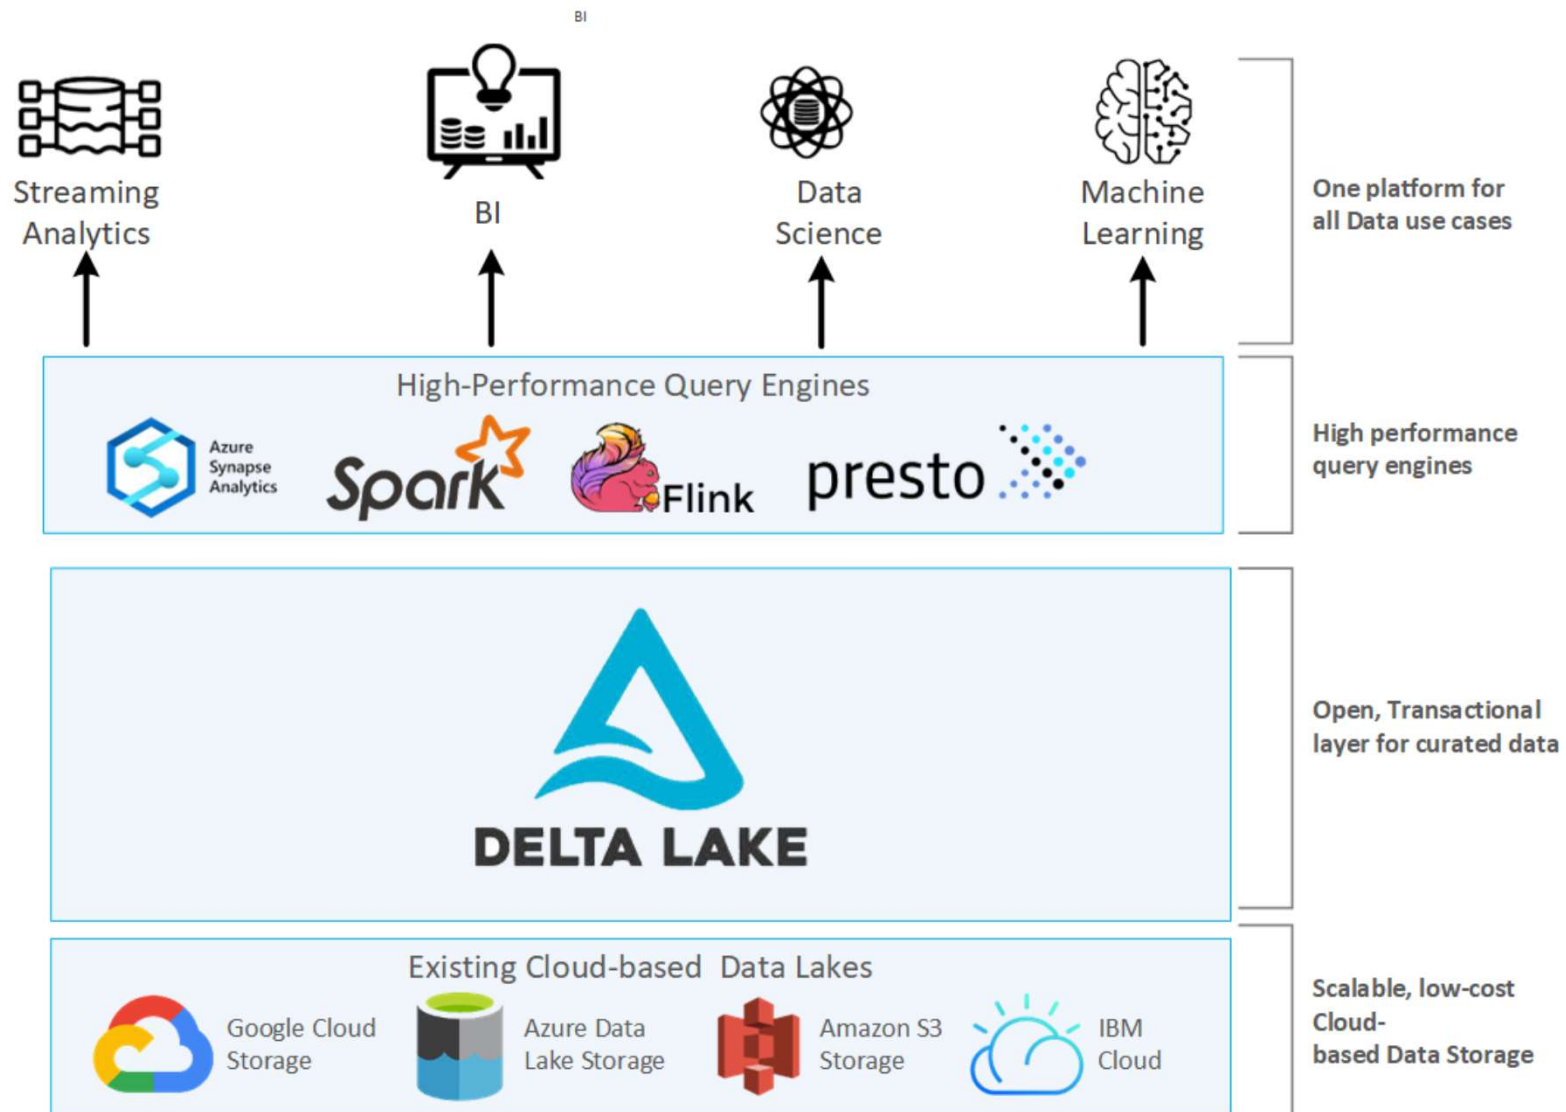 BI
Streaming
Analytics
BI
Data
Science
Machine
Learning
One platform for
all Data use cases
High-Performance Query Engines
Azure
Synapse
Analytics
Spark
Flink
presto
High performance
query engines
DELTA LAKE
Open, Transactional
layer for curated data
Existing Cloud-based Data Lakes
Google Cloud
Storage
Azure Data
Lake Storage
Amazon S3
Storage
IBM
Cloud
Scalable, low-cost
Cloud-
based Data Storage